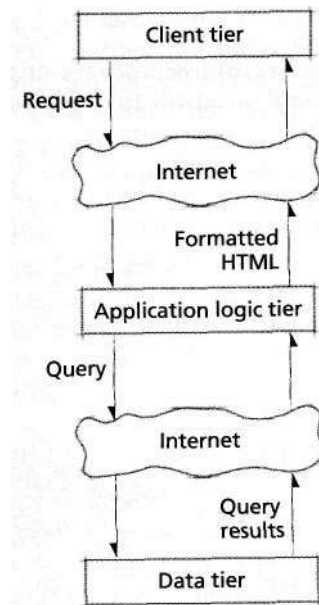 Client tier
Request
Internet
Formatted
HTML
Application logic tier
Query
Internet
Query
results
Data tier